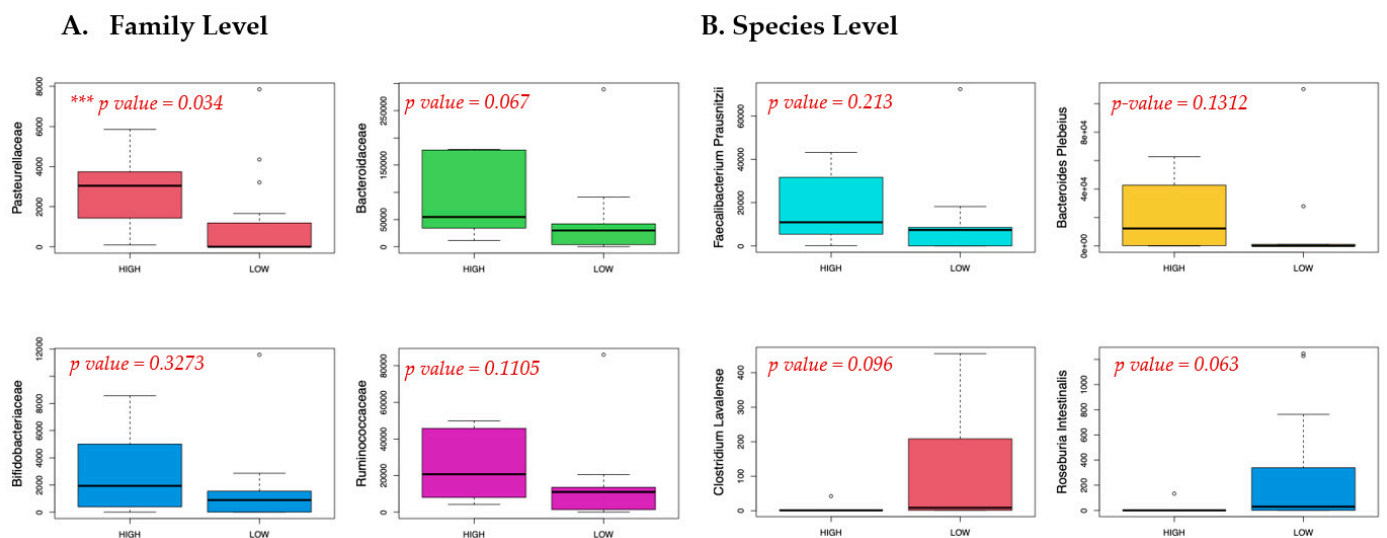 A. Family Level
B. Species Level
*** p value = 0.034
Pasteurellaceae
0
2000
4000
6000
8000
HIGH
LOW
p value = 0.067
Bacteroidaceae
0
50000
150000
250000
HIGH
LOW
p value = 0.213
Faecalibacterium Prausnitzii
0
20000
40000
60000
HIGH
LOW
p-value = 0.1312
Bacteroides Plebeius
0e+00
4e+04
8e+04
HIGH
LOW
p value = 0.3273
Bifidobacteriaceae
0
2000
4000
6000
8000
12000
HIGH
LOW
p value = 0.1105
Ruminococcaceae
0
20000
40000
60000
80000
HIGH
LOW
p value = 0.096
Clostridium Lavalense
0
100
200
300
400
HIGH
LOW
p value = 0.063
Roseburia Intestinalis
0
200
400
600
800
1000
HIGH
LOW